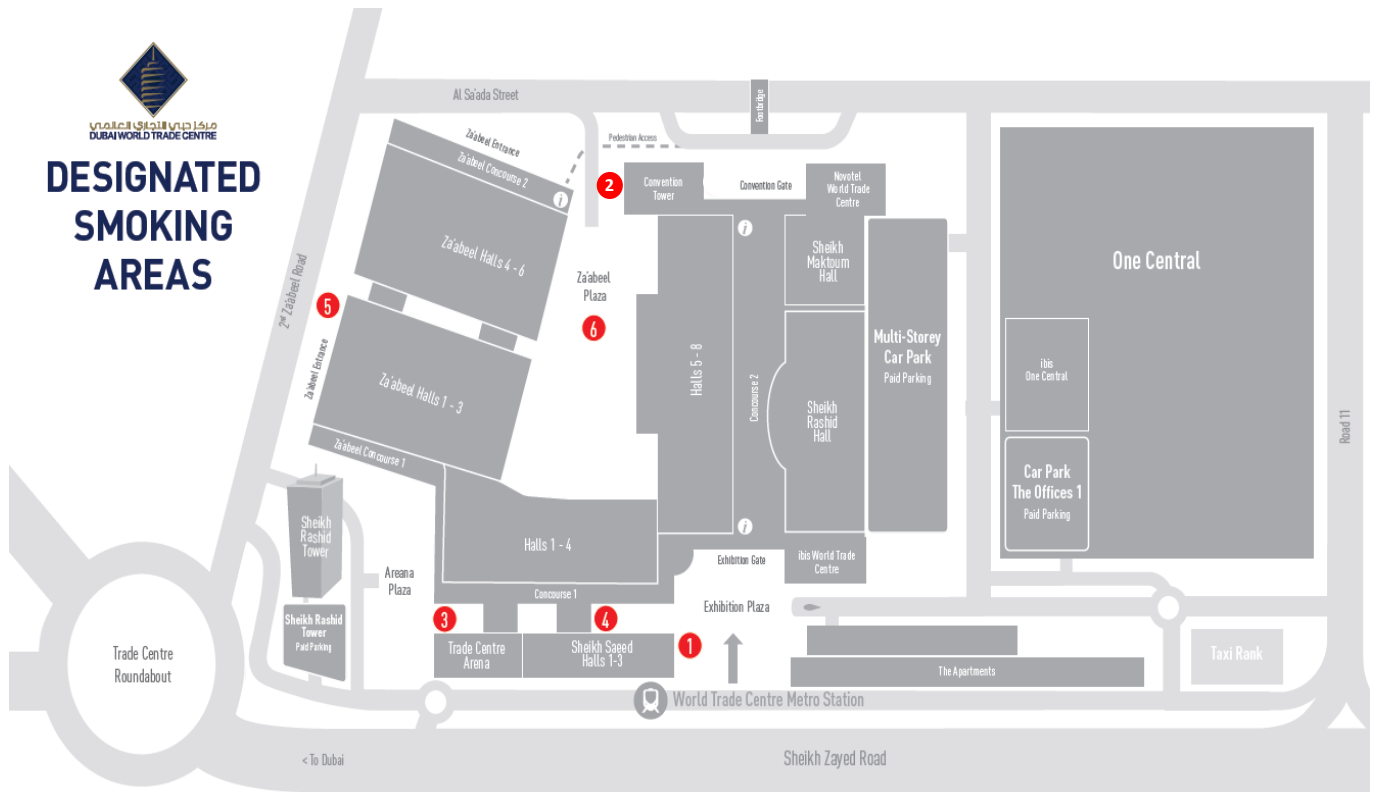 مركز دبي التجاري العالمي
DUBAI WORLD TRADE CENTRE
DESIGNATED
SMOKING
AREAS
Al Sa'ada Street
Footbridge
Pedestrian Access
Za'abeel Entrance
Za'abeel Concourse 2
i
2
Convention
Tower
Convention Gate
Novotel
World Trade
Centre
Za'abeel Halls 4 - 6
i
Sheikh
Maktoum
Hall
One Central
2nd Za'abeel Road
5
Za'abeel
Plaza
6
Multi-Storey
Car Park
Paid Parking
Za'abeel Entrance
Za'abeel Halls 1 - 3
Halls 5 - 8
Concourse 2
Sheikh
Rashid
Hall
ibis
One Central
Road 11
Za'abeel Concourse 1
Car Park
The Offices 1
Paid Parking
Sheikh
Rashid
Tower
Halls 1 - 4
i
Exhibition Gate
ibis World Trade
Centre
Areana
Plaza
Concourse 1
Exhibition Plaza
Sheikh Rashid
Tower
Paid Parking
3
4
1
Trade Centre
Arena
Sheikh Saeed
Halls 1-3
Trade Centre
Roundabout
The Apartments
Taxi Rank
World Trade Centre Metro Station
< To Dubai
Sheikh Zayed Road